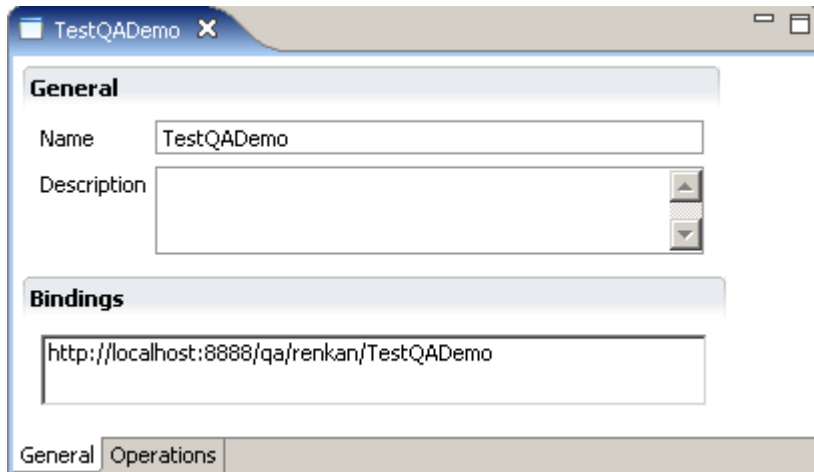 TestQADemo
General
Name TestQADemo
Description
Bindings
http://localhost:8888/qa/renkan/TestQADemo
General Operations